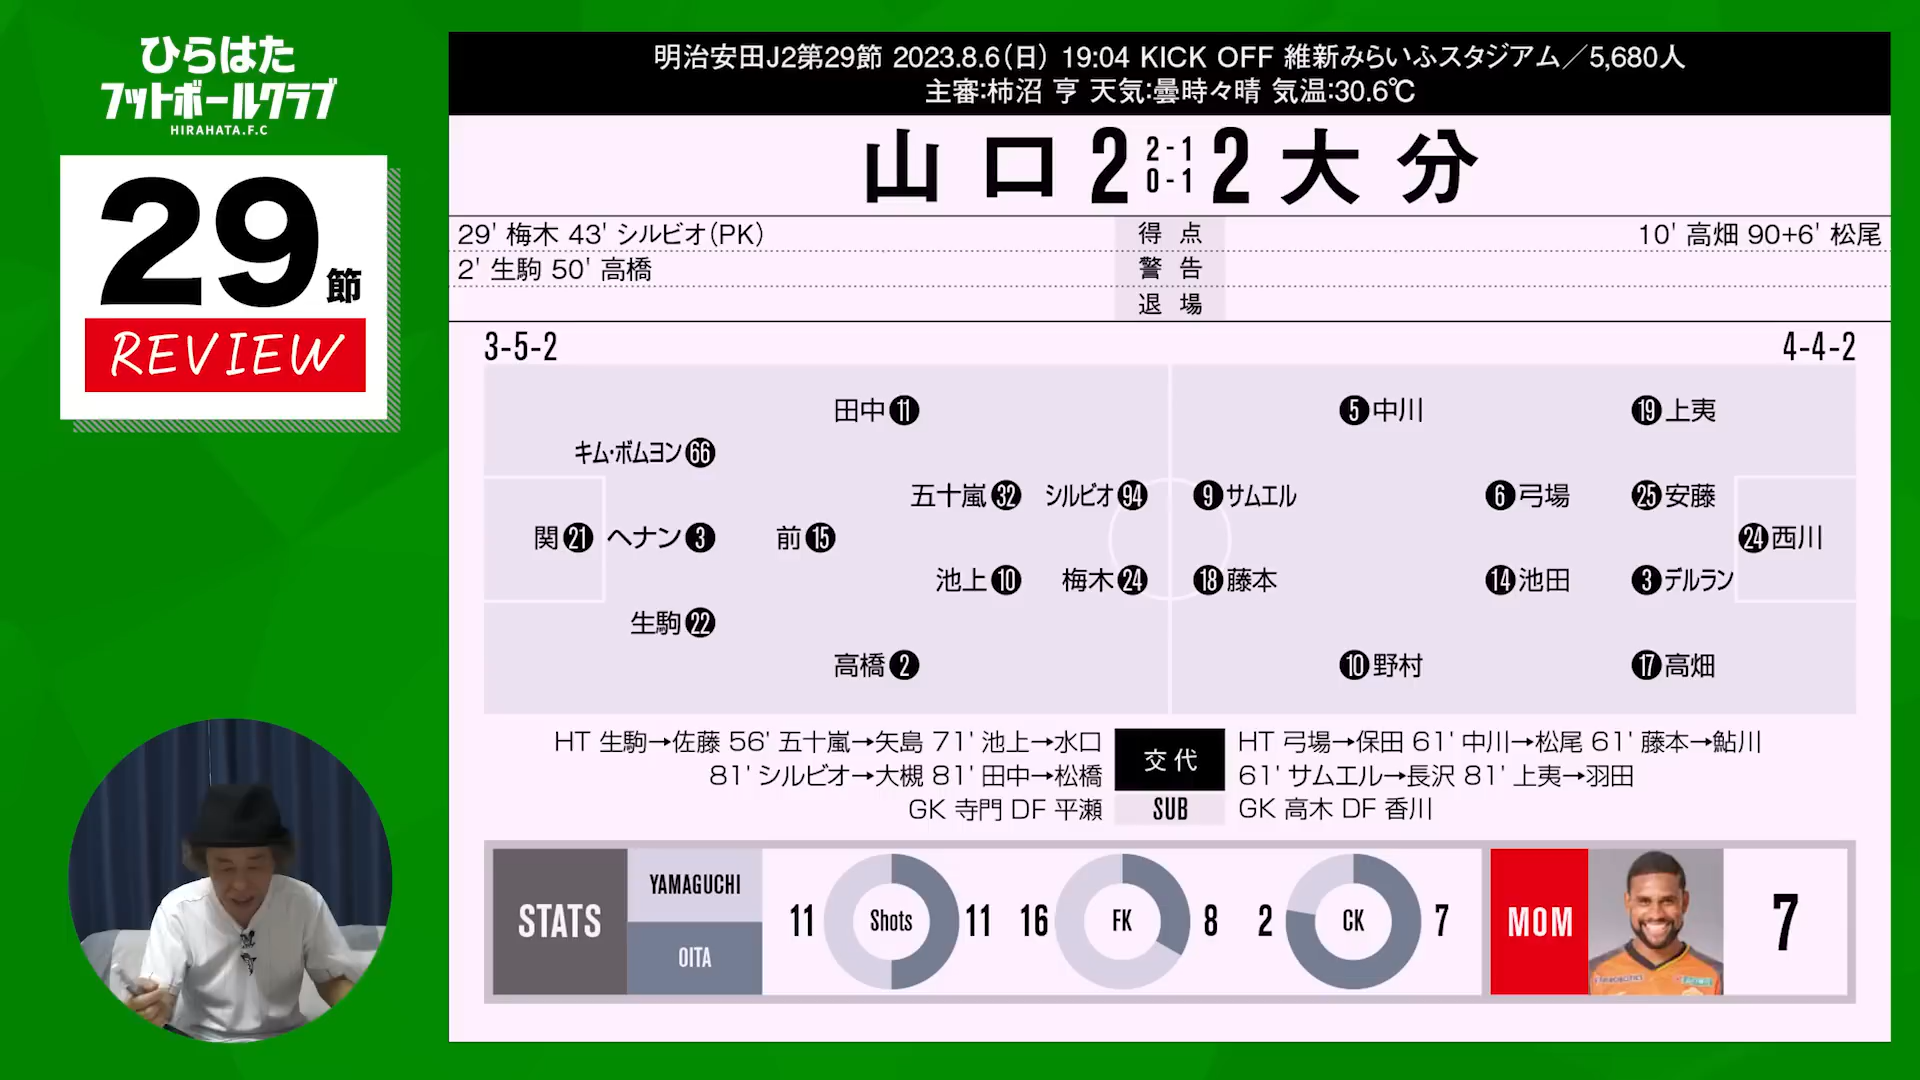 ひらはた
フットボールクラブ
HIRAHATA.F.C
29節
REVIEW
明治安田J2第29節 2023.8.6(日) 19:04 KICK OFF 維新みらいふスタジアム／5,680人
主審:柿沼 亨 天気:曇時々晴 気温:30.6℃
山口 2 2-1 0-1 2 大分
29' 梅木 43' シルビオ(PK) 得点 10' 高畑 90+6' 松尾
2' 生駒 50' 高橋 警告
退場
3-5-2 4-4-2
田中 11 5 中川 19 上夷
キム・ボムヨン 66
五十嵐 32 シルビオ 94 9 サムエル 6 弓場 25 安藤
関 21 ヘナン 3 前 15 24 西川
池上 10 梅木 24 18 藤本 14 池田 3 デルラン
生駒 22
高橋 2 10 野村 17 高畑
HT 生駒→佐藤 56' 五十嵐→矢島 71' 池上→水口 交代 HT 弓場→保田 61' 中川→松尾 61' 藤本→鮎川
81' シルビオ→大槻 81' 田中→松橋 61' サムエル→長沢 81' 上夷→羽田
GK 寺門 DF 平瀬 SUB GK 高木 DF 香川
STATS YAMAGUCHI OITA 11 Shots 11 16 FK 8 2 CK 7 MOM 7